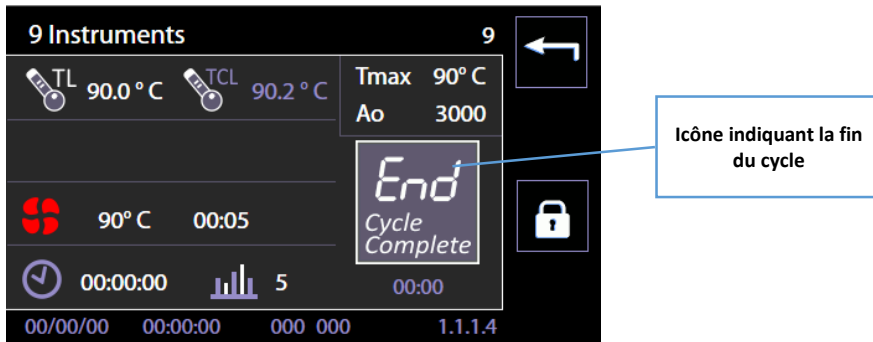 9 Instruments 9
TL 90.0 ° C TCL 90.2 ° C
Tmax 90° C
Ao 3000
End
Cycle
Complete
90° C 00:05
00:00:00 5
00:00
00/00/00 00:00:00 000 000 1.1.1.4
Icône indiquant la fin
du cycle